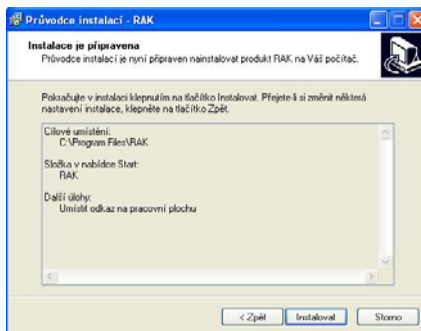 Průvodce instalací - RAK
Instalace je připravena
Průvodce instalací je nyní připraven nainstalovat produkt RAK na Váš počítač.
Pokračujte v instalaci klepnutím na tlačítko Instalovat. Přejete-li si změnit některá
nastavení instalace, klepněte na tlačítko Zpět.
Cílové umístění:
C:\Program Files\RAK
Složka v nabídce Start:
RAK
Další úlohy:
Umístit odkaz na pracovní plochu
< Zpět
Instalovat
Storno